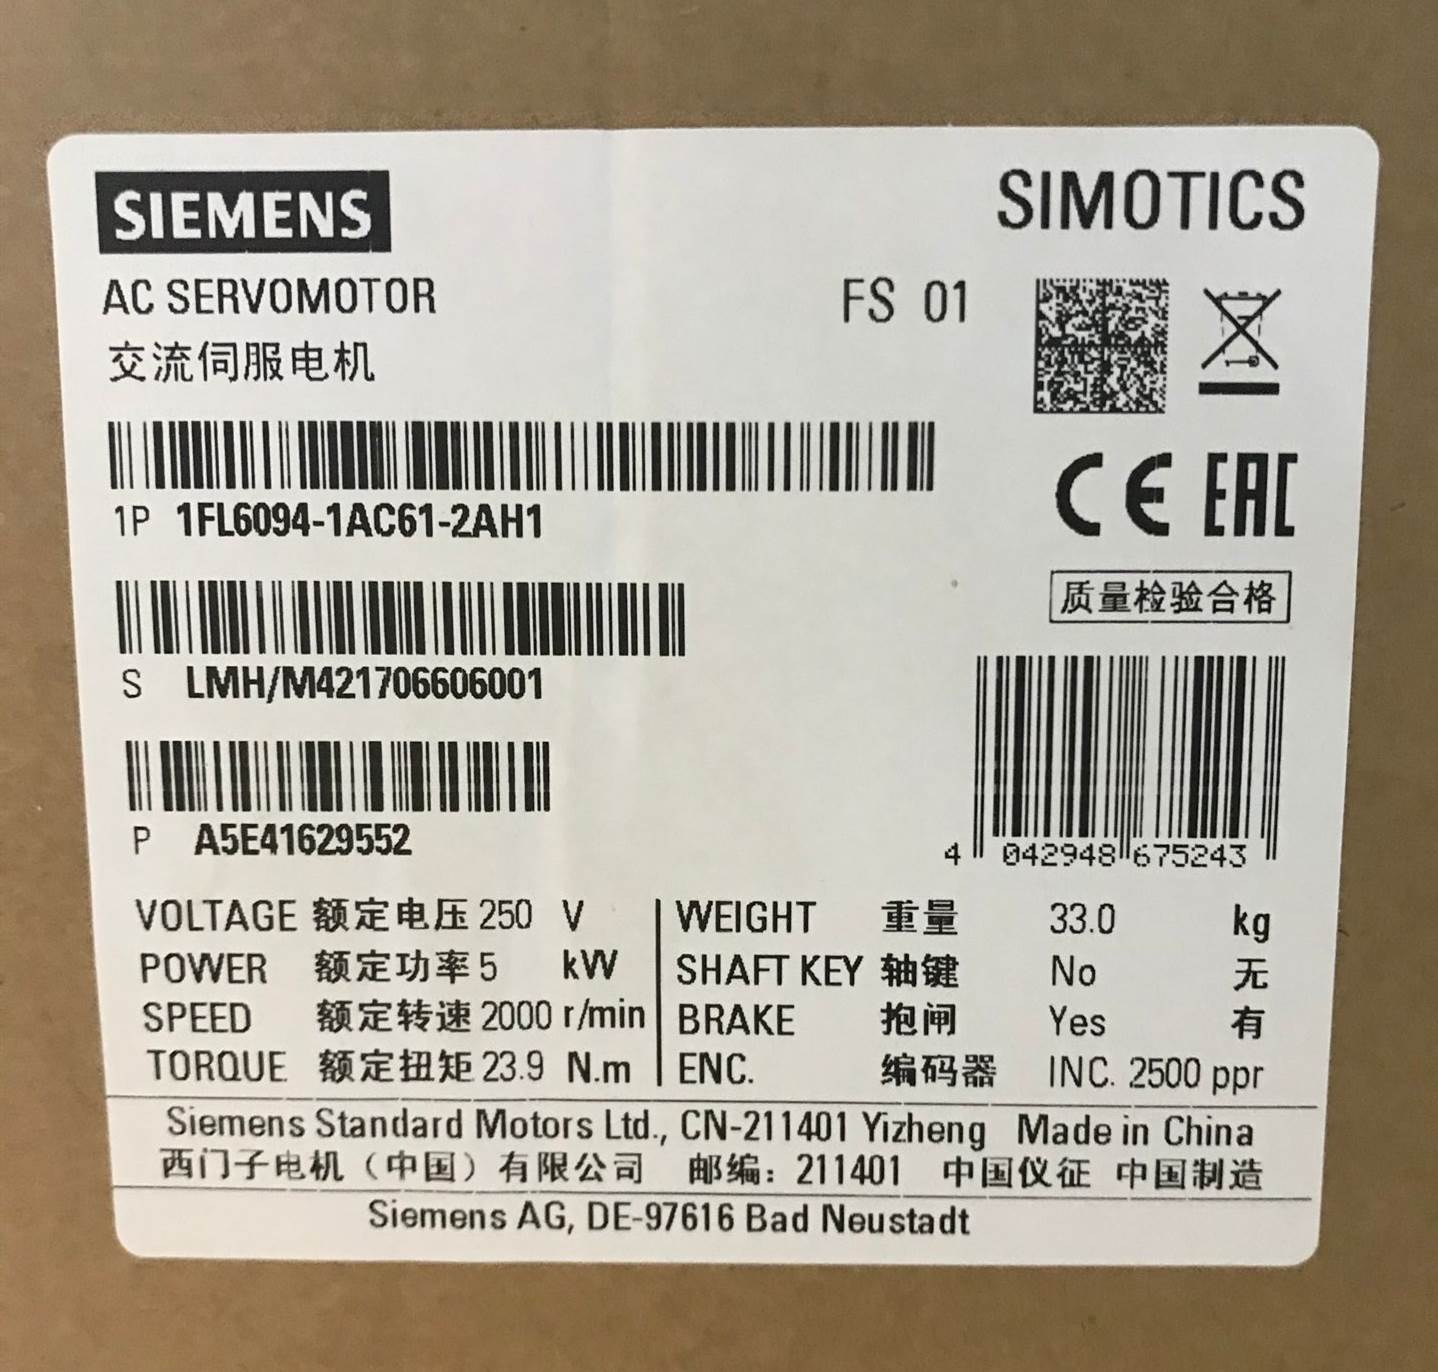 SIEMENS
SIMOTICS
AC SERVOMOTOR
FS 01
交流伺服电机
1P 1FL6094-1AC61-2AH1
CE EAC
质量检验合格
S LMH/M421706606001
P A5E41629552
4 042948 675243
VOLTAGE 额定电压 250 V
WEIGHT 重量 33.0 kg
POWER 额定功率 5 kW
SHAFT KEY 轴键 No 无
SPEED 额定转速 2000 r/min
BRAKE 抱闸 Yes 有
TORQUE 额定扭矩 23.9 N.m
ENC. 编码器 INC. 2500 ppr
Siemens Standard Motors Ltd., CN-211401 Yizheng Made in China
西门子电机（中国）有限公司 邮编：211401 中国仪征 中国制造
Siemens AG, DE-97616 Bad Neustadt